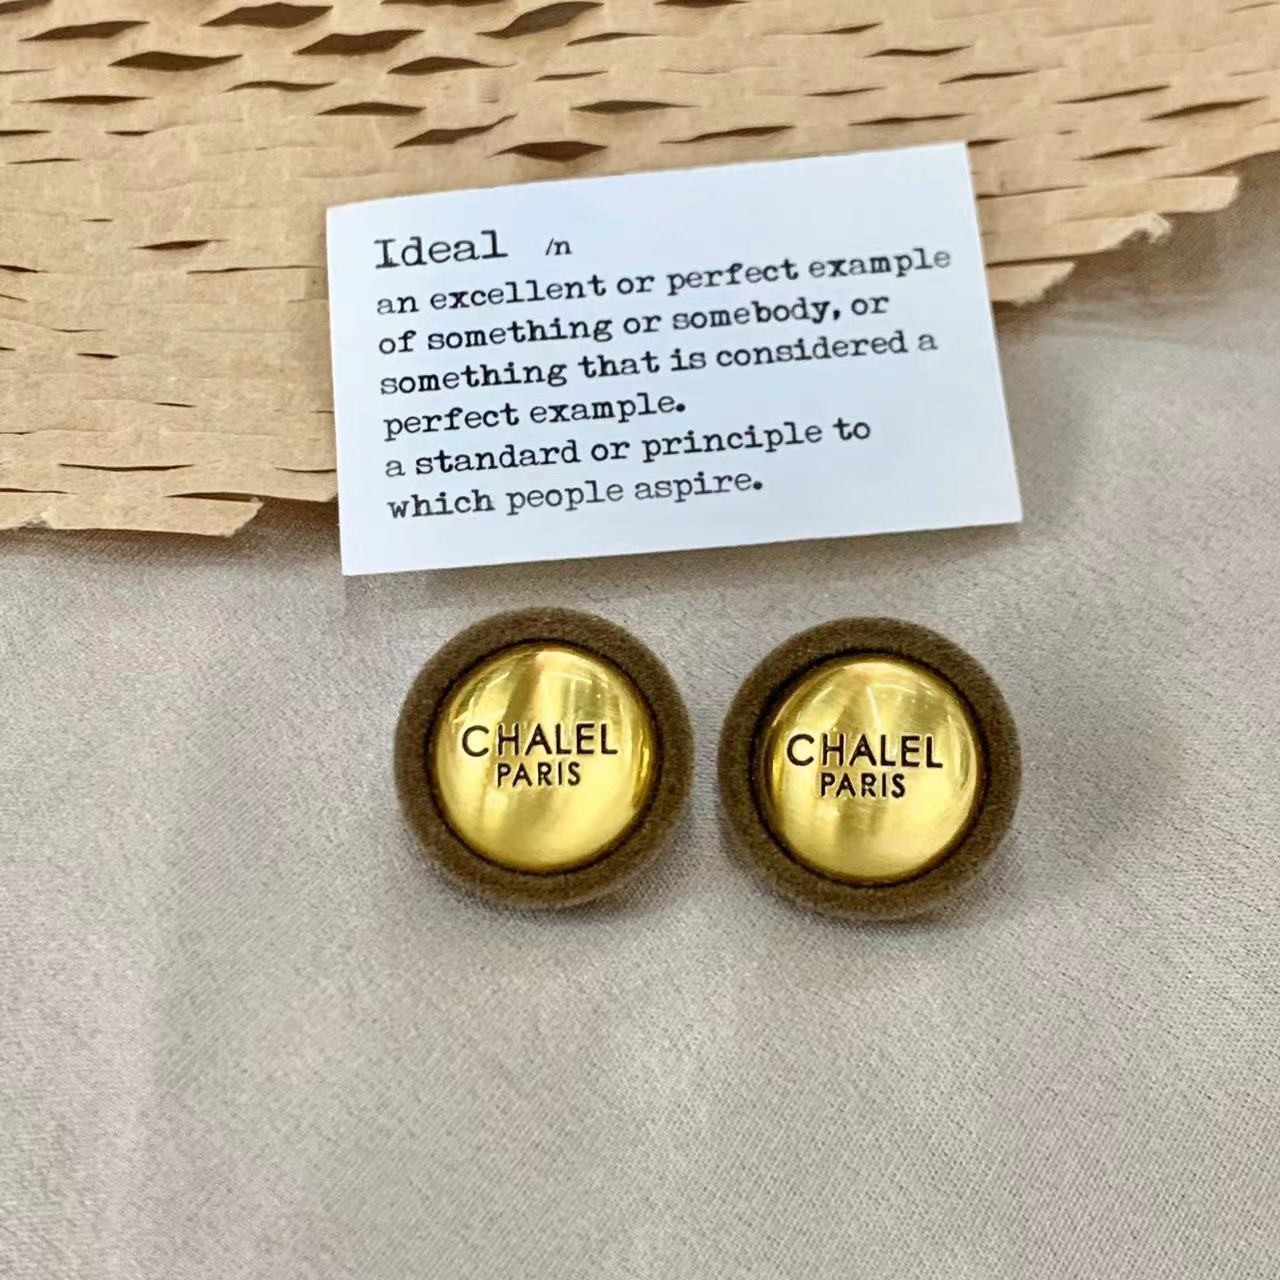 Ideal /n
an excellent or perfect example
of something or somebody, or
something that is considered a
perfect example.
a standard or principle to
which people aspire.
CHALEL
PARIS
CHALEL
PARIS